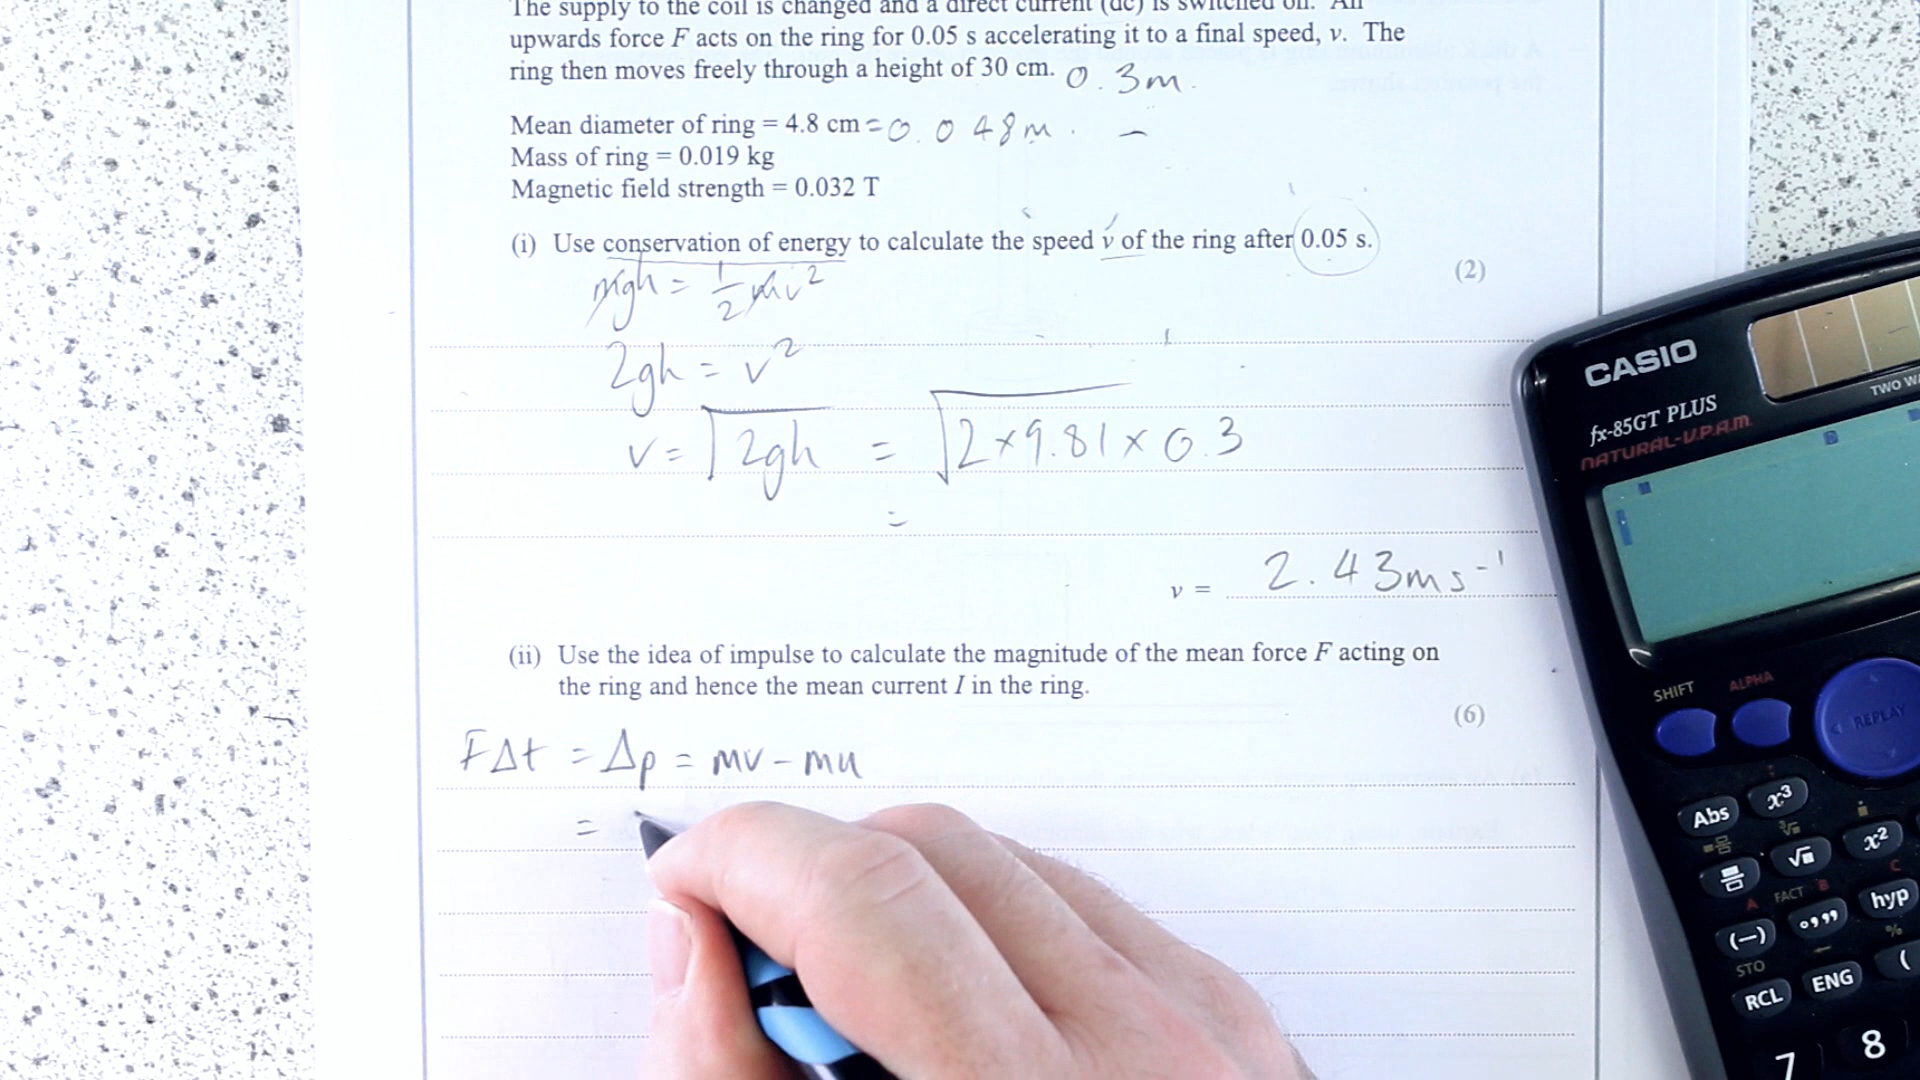 The supply to the coil is changed and a direct current (dc) is switched on. An
upwards force F acts on the ring for 0.05 s accelerating it to a final speed, v. The
ring then moves freely through a height of 30 cm. 0.3m.
Mean diameter of ring = 4.8 cm = 0.048m.
Mass of ring = 0.019 kg
Magnetic field strength = 0.032 T
(i) Use conservation of energy to calculate the speed v of the ring after 0.05 s.
(2)
mgh = 1/2 mv²
2gh = v²
v = √2gh = √2×9.81×0.3
=
v = 2.43ms⁻¹
(ii) Use the idea of impulse to calculate the magnitude of the mean force F acting on
the ring and hence the mean current I in the ring.
(6)
FΔt = Δp = mv - mu
=
CASIO
fx-85GT PLUS
NATURAL-V.P.A.M.
TWO WA
SHIFT ALPHA
REPLAY
Abs x³
x²
FACT B
hyp
A
(—) °,,,
STO
%
RCL ENG (
7 8